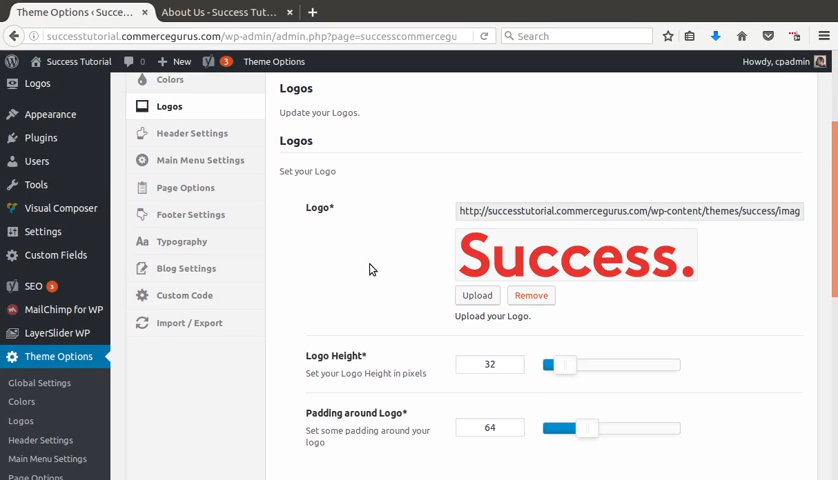 Theme Options ‹ Succe... ×
About Us - Success Tut... ×
successtutorial.commercegurus.com/wp-admin/admin.php?page=successcommercegu
Search
Success Tutorial
0
New
3
Theme Options
Howdy, cpadmin
Logos
Appearance
Plugins
Users
Tools
Visual Composer
Settings
Custom Fields
SEO 3
MailChimp for WP
LayerSlider WP
Theme Options
Global Settings
Colors
Logos
Header Settings
Main Menu Settings
Page Options
Colors
Logos
Header Settings
Main Menu Settings
Page Options
Footer Settings
Aa Typography
Blog Settings
Custom Code
Import / Export
Logos
Update your Logos.
Logos
Set your Logo
Logo*
http://successtutorial.commercegurus.com/wp-content/themes/success/imag
Success.
Upload Remove
Upload your Logo.
Logo Height*
Set your Logo Height in pixels
32
Padding around Logo*
Set some padding around your
logo
64